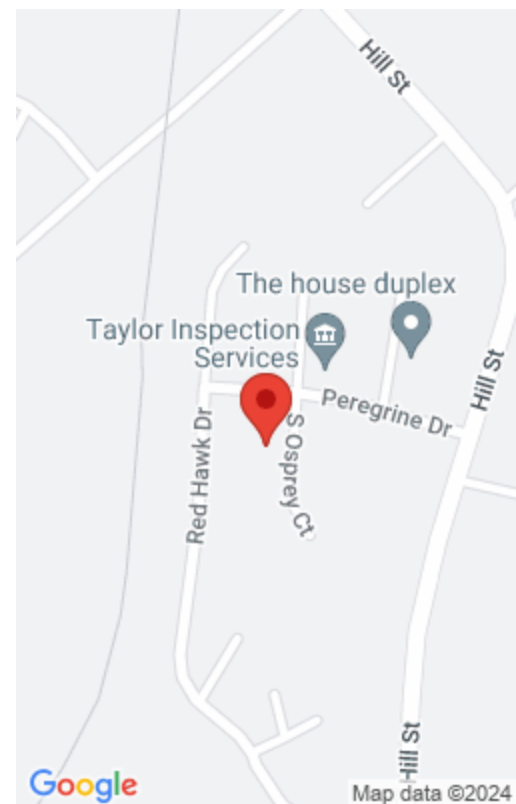 Hill St
The house duplex
Taylor Inspection
Services
Peregrine Dr
Hill St
Red Hawk Dr
S Osprey Ct
Hill St
Google
Map data ©2024